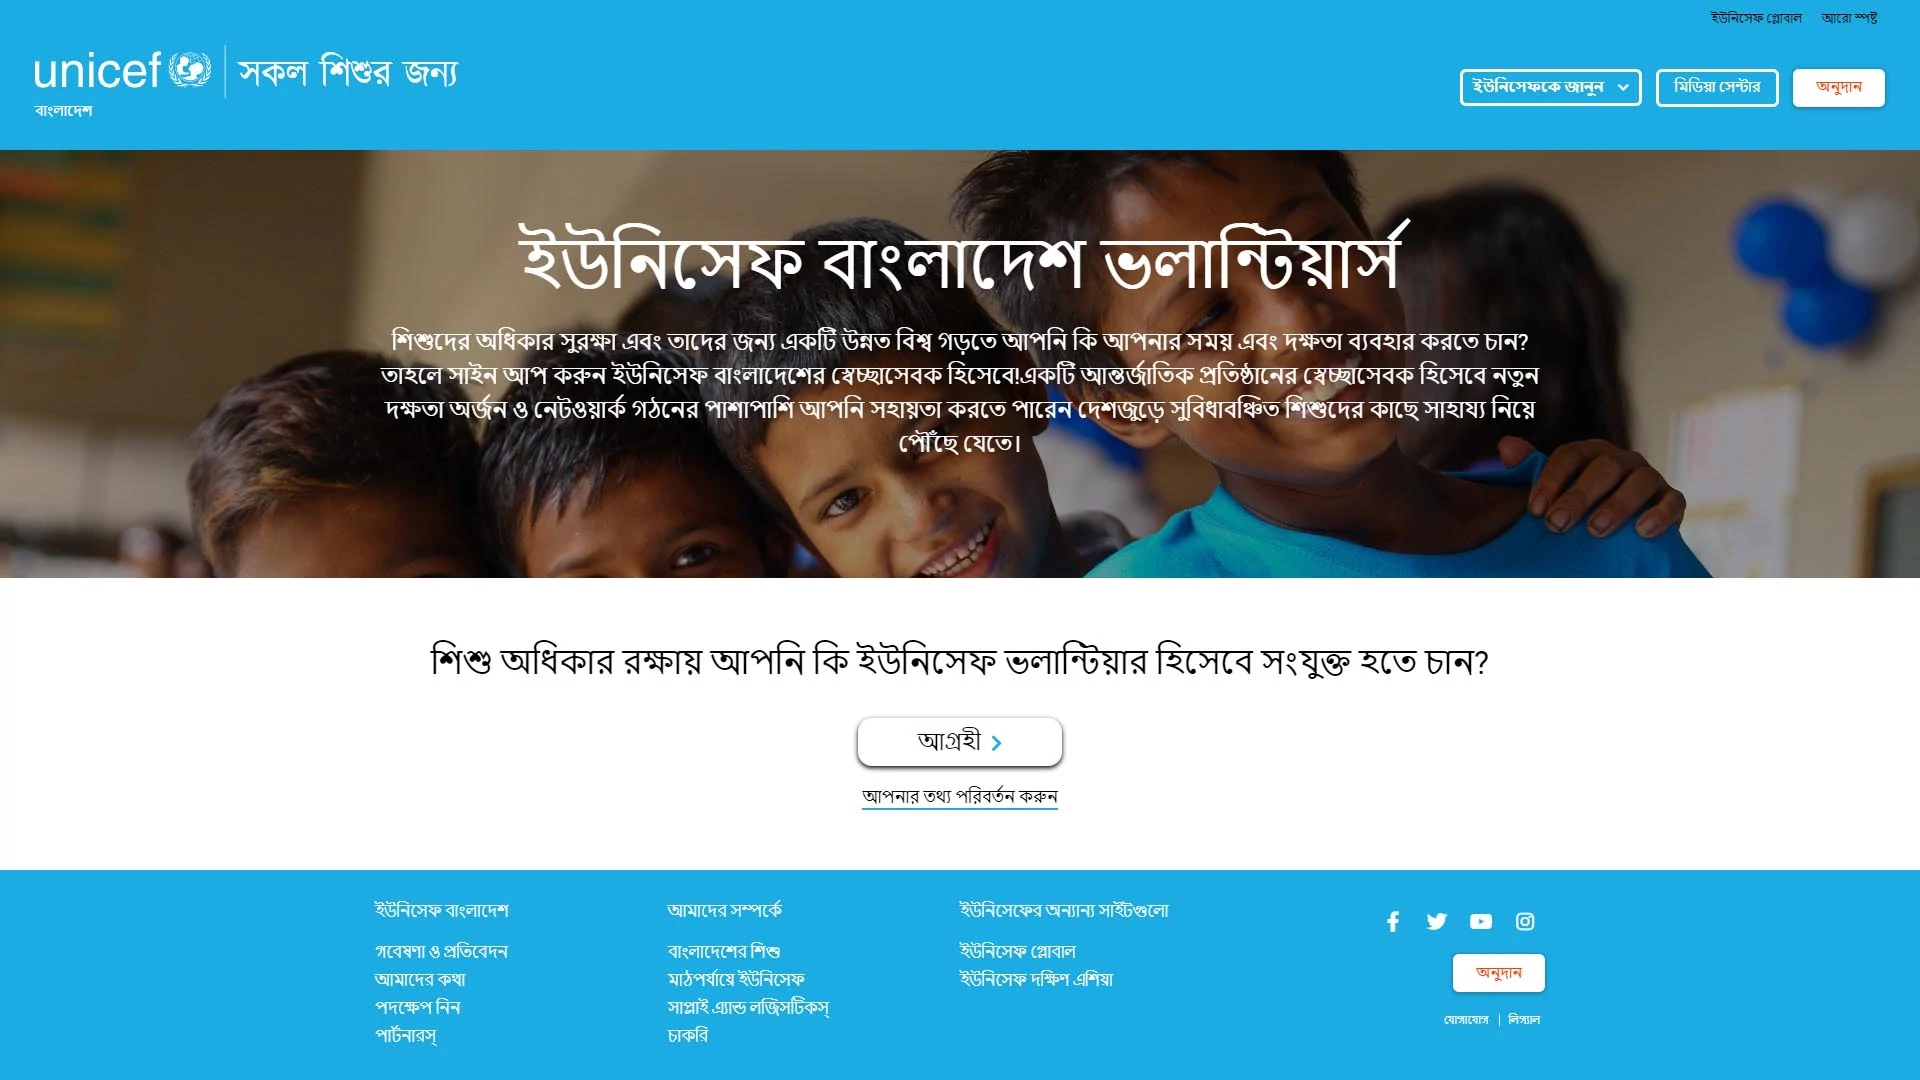 ইউনিসেফ গ্লোবাল আরো স্পষ্ট
unicef সকল শিশুর জন্য
বাংলাদেশ
ইউনিসেফকে জানুন মিডিয়া সেন্টার অনুদান
ইউনিসেফ বাংলাদেশ ভলান্টিয়ার্স
শিশুদের অধিকার সুরক্ষা এবং তাদের জন্য একটি উন্নত বিশ্ব গড়তে আপনি কি আপনার সময় এবং দক্ষতা ব্যবহার করতে চান?
তাহলে সাইন আপ করুন ইউনিসেফ বাংলাদেশের স্বেচ্ছাসেবক হিসেবে!একটি আন্তর্জাতিক প্রতিষ্ঠানের স্বেচ্ছাসেবক হিসেবে নতুন
দক্ষতা অর্জন ও নেটওয়ার্ক গঠনের পাশাপাশি আপনি সহায়তা করতে পারেন দেশজুড়ে সুবিধাবঞ্চিত শিশুদের কাছে সাহায্য নিয়ে
পৌঁছে যেতে।
শিশু অধিকার রক্ষায় আপনি কি ইউনিসেফ ভলান্টিয়ার হিসেবে সংযুক্ত হতে চান?
আগ্রহী
আপনার তথ্য পরিবর্তন করুন
ইউনিসেফ বাংলাদেশ
গবেষণা ও প্রতিবেদন
আমাদের কথা
পদক্ষেপ নিন
পার্টনারস্
আমাদের সম্পর্কে
বাংলাদেশের শিশু
মাঠপর্যায়ে ইউনিসেফ
সাপ্লাই এ্যান্ড লজিসটিকস্
চাকরি
ইউনিসেফের অন্যান্য সাইটগুলো
ইউনিসেফ গ্লোবাল
ইউনিসেফ দক্ষিণ এশিয়া
অনুদান
যোগাযোগ | লিগ্যাল